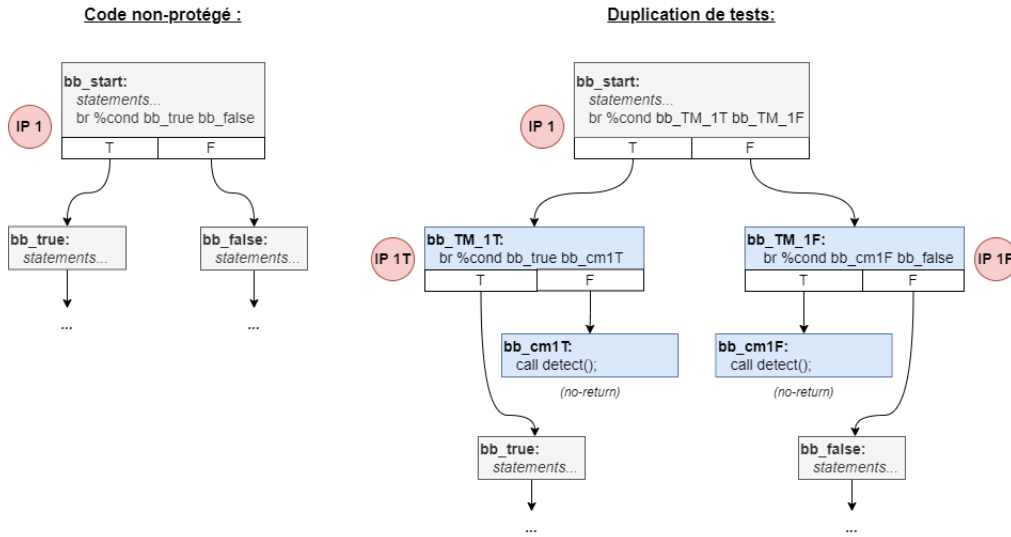 Code non-protégé :
bb_start:
statements...
br %cond bb_true bb_false
IP 1
T
F
bb_true:
statements...
bb_false:
statements...
...
...
Duplication de tests:
bb_start:
statements...
br %cond bb_TM_1T bb_TM_1F
IP 1
T
F
bb_TM_1T:
br %cond bb_true bb_cm1T
IP 1T
T
F
bb_TM_1F:
br %cond bb_cm1F bb_false
IP 1F
T
F
bb_cm1T:
call detect();
(no-return)
bb_cm1F:
call detect();
(no-return)
bb_true:
statements...
bb_false:
statements...
...
...